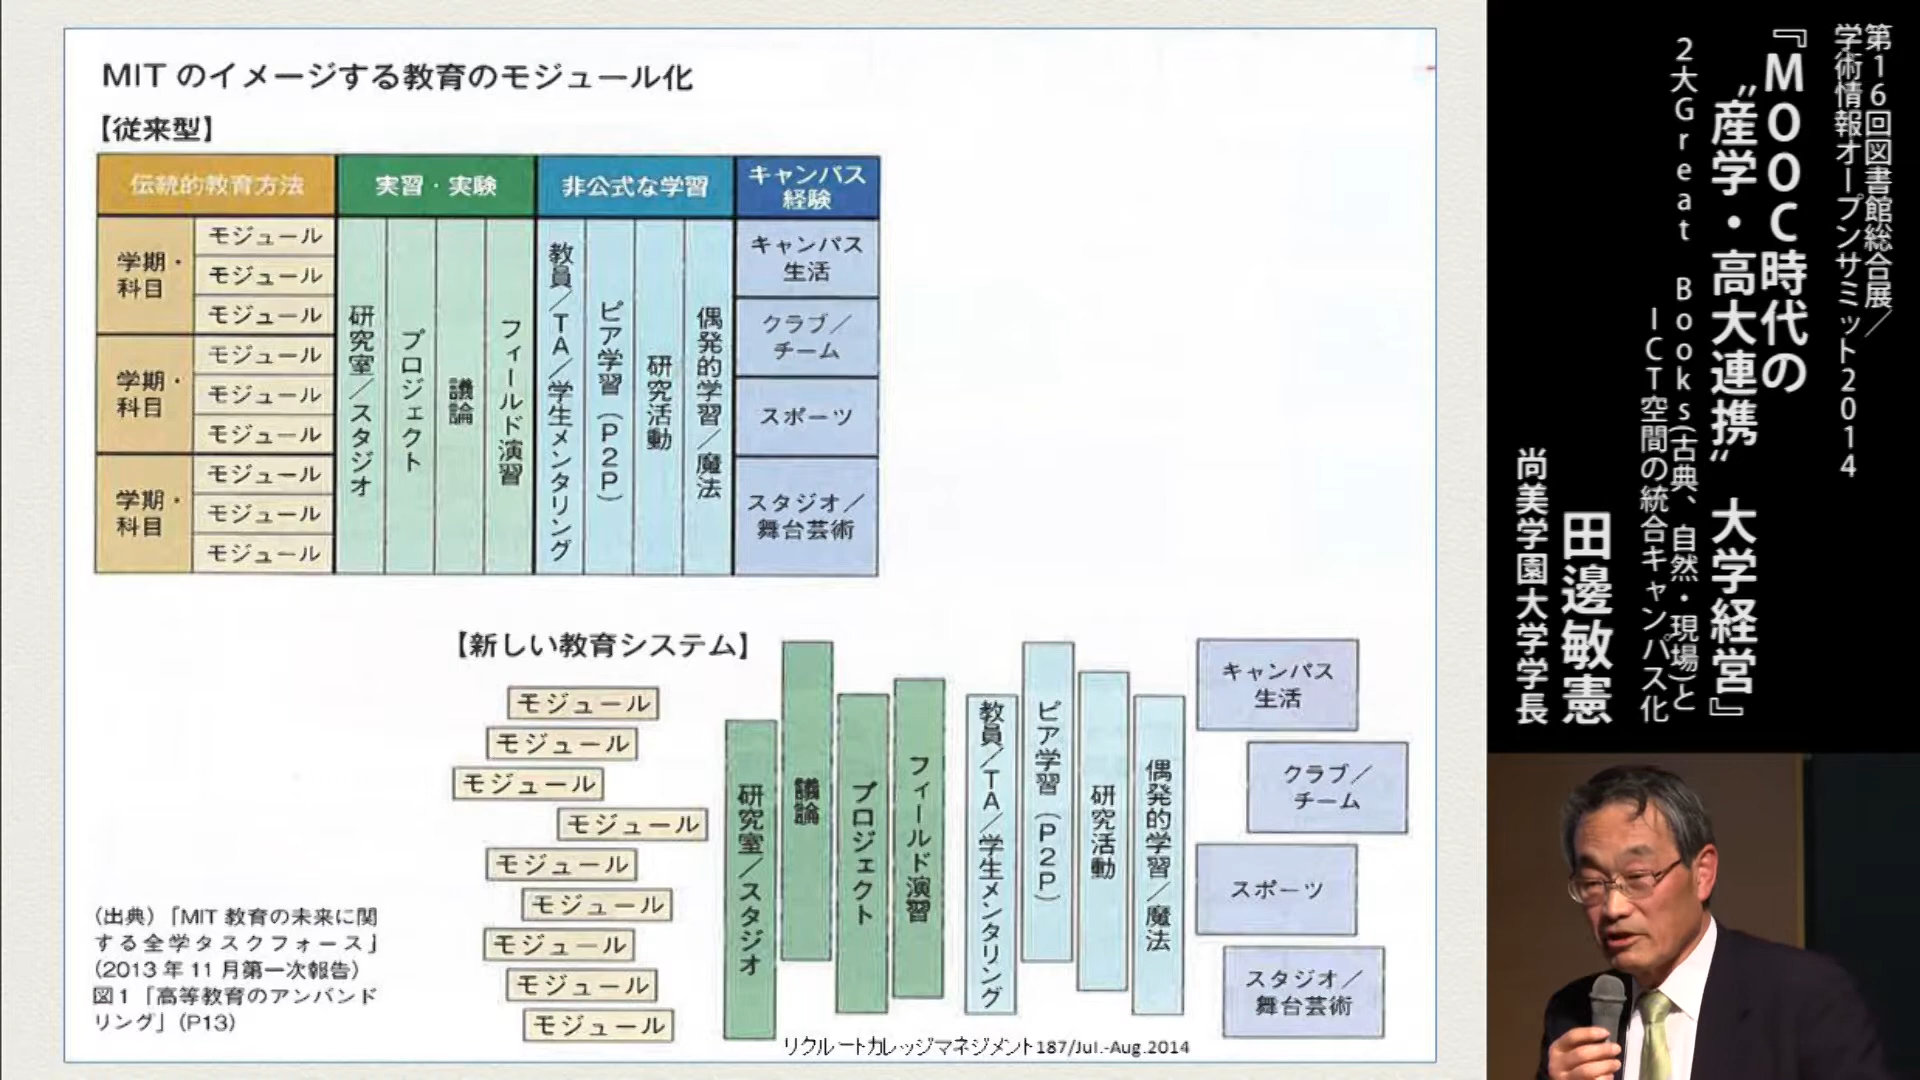 MITのイメージする教育のモジュール化
【従来型】
伝統的教育方法
実習・実験
非公式な学習
キャンパス
経験
学期・
科目
モジュール
モジュール
モジュール
学期・
科目
モジュール
モジュール
モジュール
学期・
科目
モジュール
モジュール
モジュール
研究室／スタジオ
プロジェクト
議論
フィールド演習
教員／TA／学生メンタリング
ピア学習（P2P）
研究活動
偶発的学習／魔法
キャンパス
生活
クラブ／
チーム
スポーツ
スタジオ／
舞台芸術
【新しい教育システム】
モジュール
モジュール
モジュール
モジュール
モジュール
モジュール
モジュール
モジュール
モジュール
研究室／スタジオ
議論
プロジェクト
フィールド演習
教員／TA／学生メンタリング
ピア学習（P2P）
研究活動
偶発的学習／魔法
キャンパス
生活
クラブ／
チーム
スポーツ
スタジオ／
舞台芸術
（出典）「MIT 教育の未来に関
する全学タスクフォース」
（2013 年 11 月第一次報告）
図1「高等教育のアンバンド
リング」（P13）
リクルートカレッジマネジメント187/Jul.-Aug.2014
第16回図書館総合展／
学術情報オープンサミット2014
『MOOC時代の
〝産学・高大連携〟大学経営』
2大Great Books(古典、自然・現場)と
ICT空間の統合キャンパス化
田邊敏憲
尚美学園大学学長